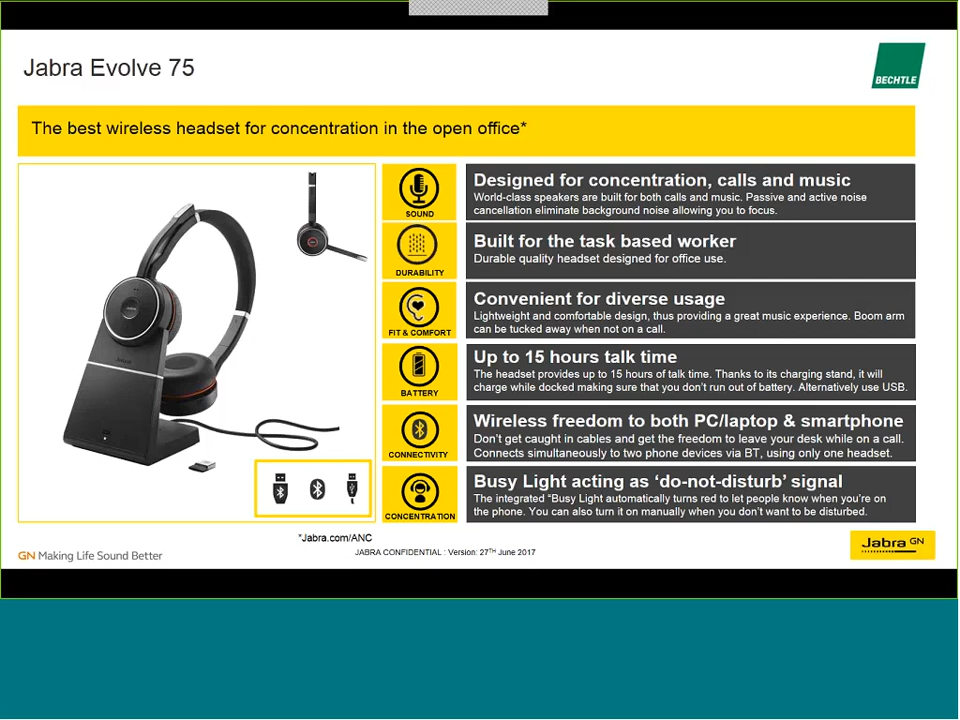 Jabra Evolve 75
BECHTLE
The best wireless headset for concentration in the open office*
SOUND
Designed for concentration, calls and music
World-class speakers are built for both calls and music. Passive and active noise
cancellation eliminate background noise allowing you to focus.
DURABILITY
Built for the task based worker
Durable quality headset designed for office use.
FIT & COMFORT
Convenient for diverse usage
Lightweight and comfortable design, thus providing a great music experience. Boom arm
can be tucked away when not on a call.
BATTERY
Up to 15 hours talk time
The headset provides up to 15 hours of talk time. Thanks to its charging stand, it will
charge while docked making sure that you don't run out of battery. Alternatively use USB.
CONNECTIVITY
Wireless freedom to both PC/laptop & smartphone
Don't get caught in cables and get the freedom to leave your desk while on a call.
Connects simultaneously to two phone devices via BT, using only one headset.
CONCENTRATION
Busy Light acting as 'do-not-disturb' signal
The integrated "Busy Light automatically turns red to let people know when you're on
the phone. You can also turn it on manually when you don't want to be disturbed.
Jabra
*Jabra.com/ANC
GN Making Life Sound Better
JABRA CONFIDENTIAL : Version: 27TH June 2017
Jabra GN